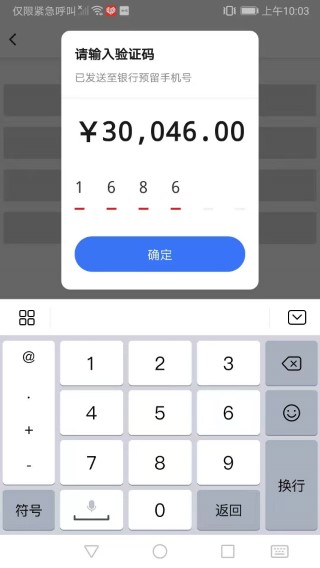 仅限紧急呼叫
上午10:03
请输入验证码
已发送至银行预留手机号
￥30,046.00
1 6 8 6
确定
@ 1 2 3
. 4 5 6
+
- 7 8 9
换行
符号 0 返回